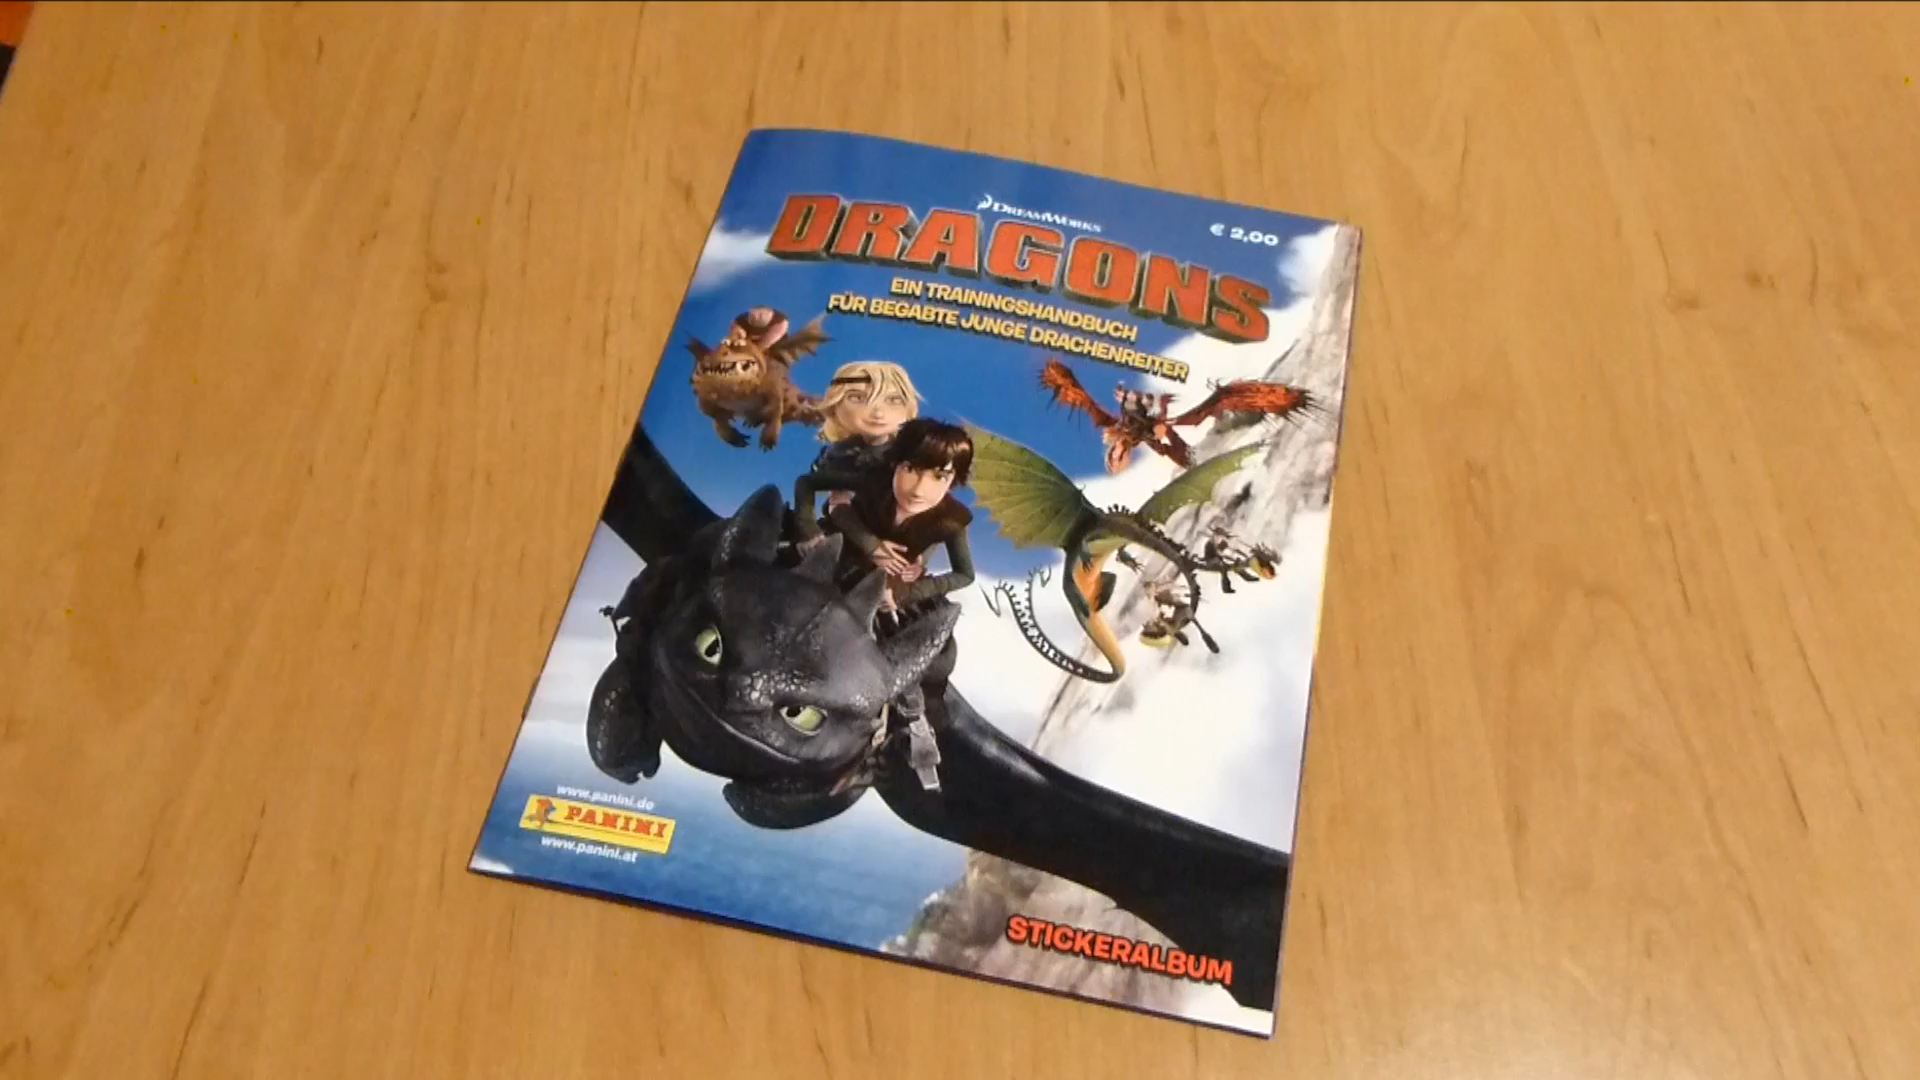 DREAMWORKS
€ 2,00
DRAGONS
EIN TRAININGSHANDBUCH
FÜR BEGABTE JUNGE DRACHENREITER
www.panini.de
PANINI
www.panini.at
STICKERALBUM